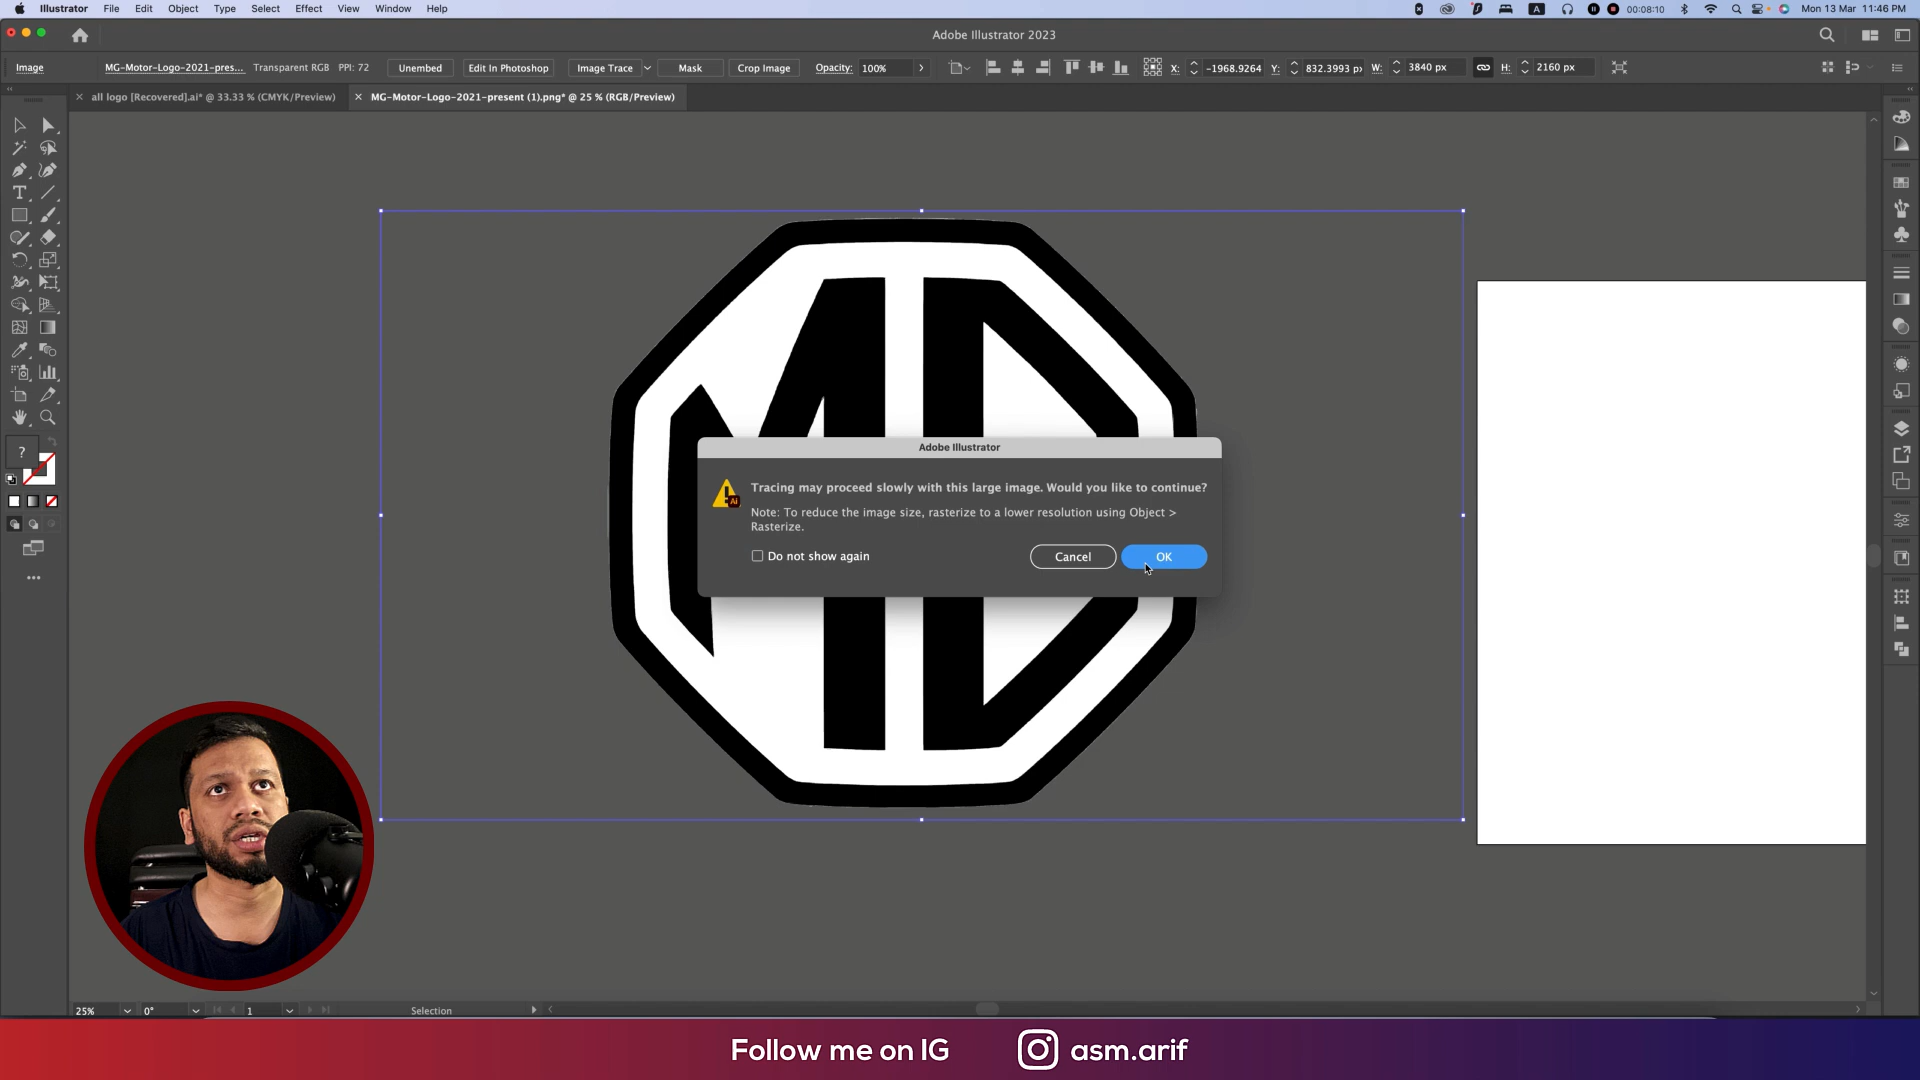 Illustrator File Edit Object Type Select Effect View Window Help
A 00:08:10 Mon 13 Mar 11:46 PM
Adobe Illustrator 2023
Image MG-Motor-Logo-2021-pres... Transparent RGB PPI: 72 Unembed Edit In Photoshop Image Trace Mask Crop Image Opacity: 100% X: -1968.9264 Y: 832.3993 px W: 3840 px H: 2160 px
all logo [Recovered].ai* @ 33.33 % (CMYK/Preview) MG-Motor-Logo-2021-present (1).png* @ 25 % (RGB/Preview)
T
?
MG
Adobe Illustrator
Ai
Tracing may proceed slowly with this large image. Would you like to continue?
Note: To reduce the image size, rasterize to a lower resolution using Object >
Rasterize.
Do not show again
Cancel OK
25% 0° 1 Selection
Follow me on IG asm.arif